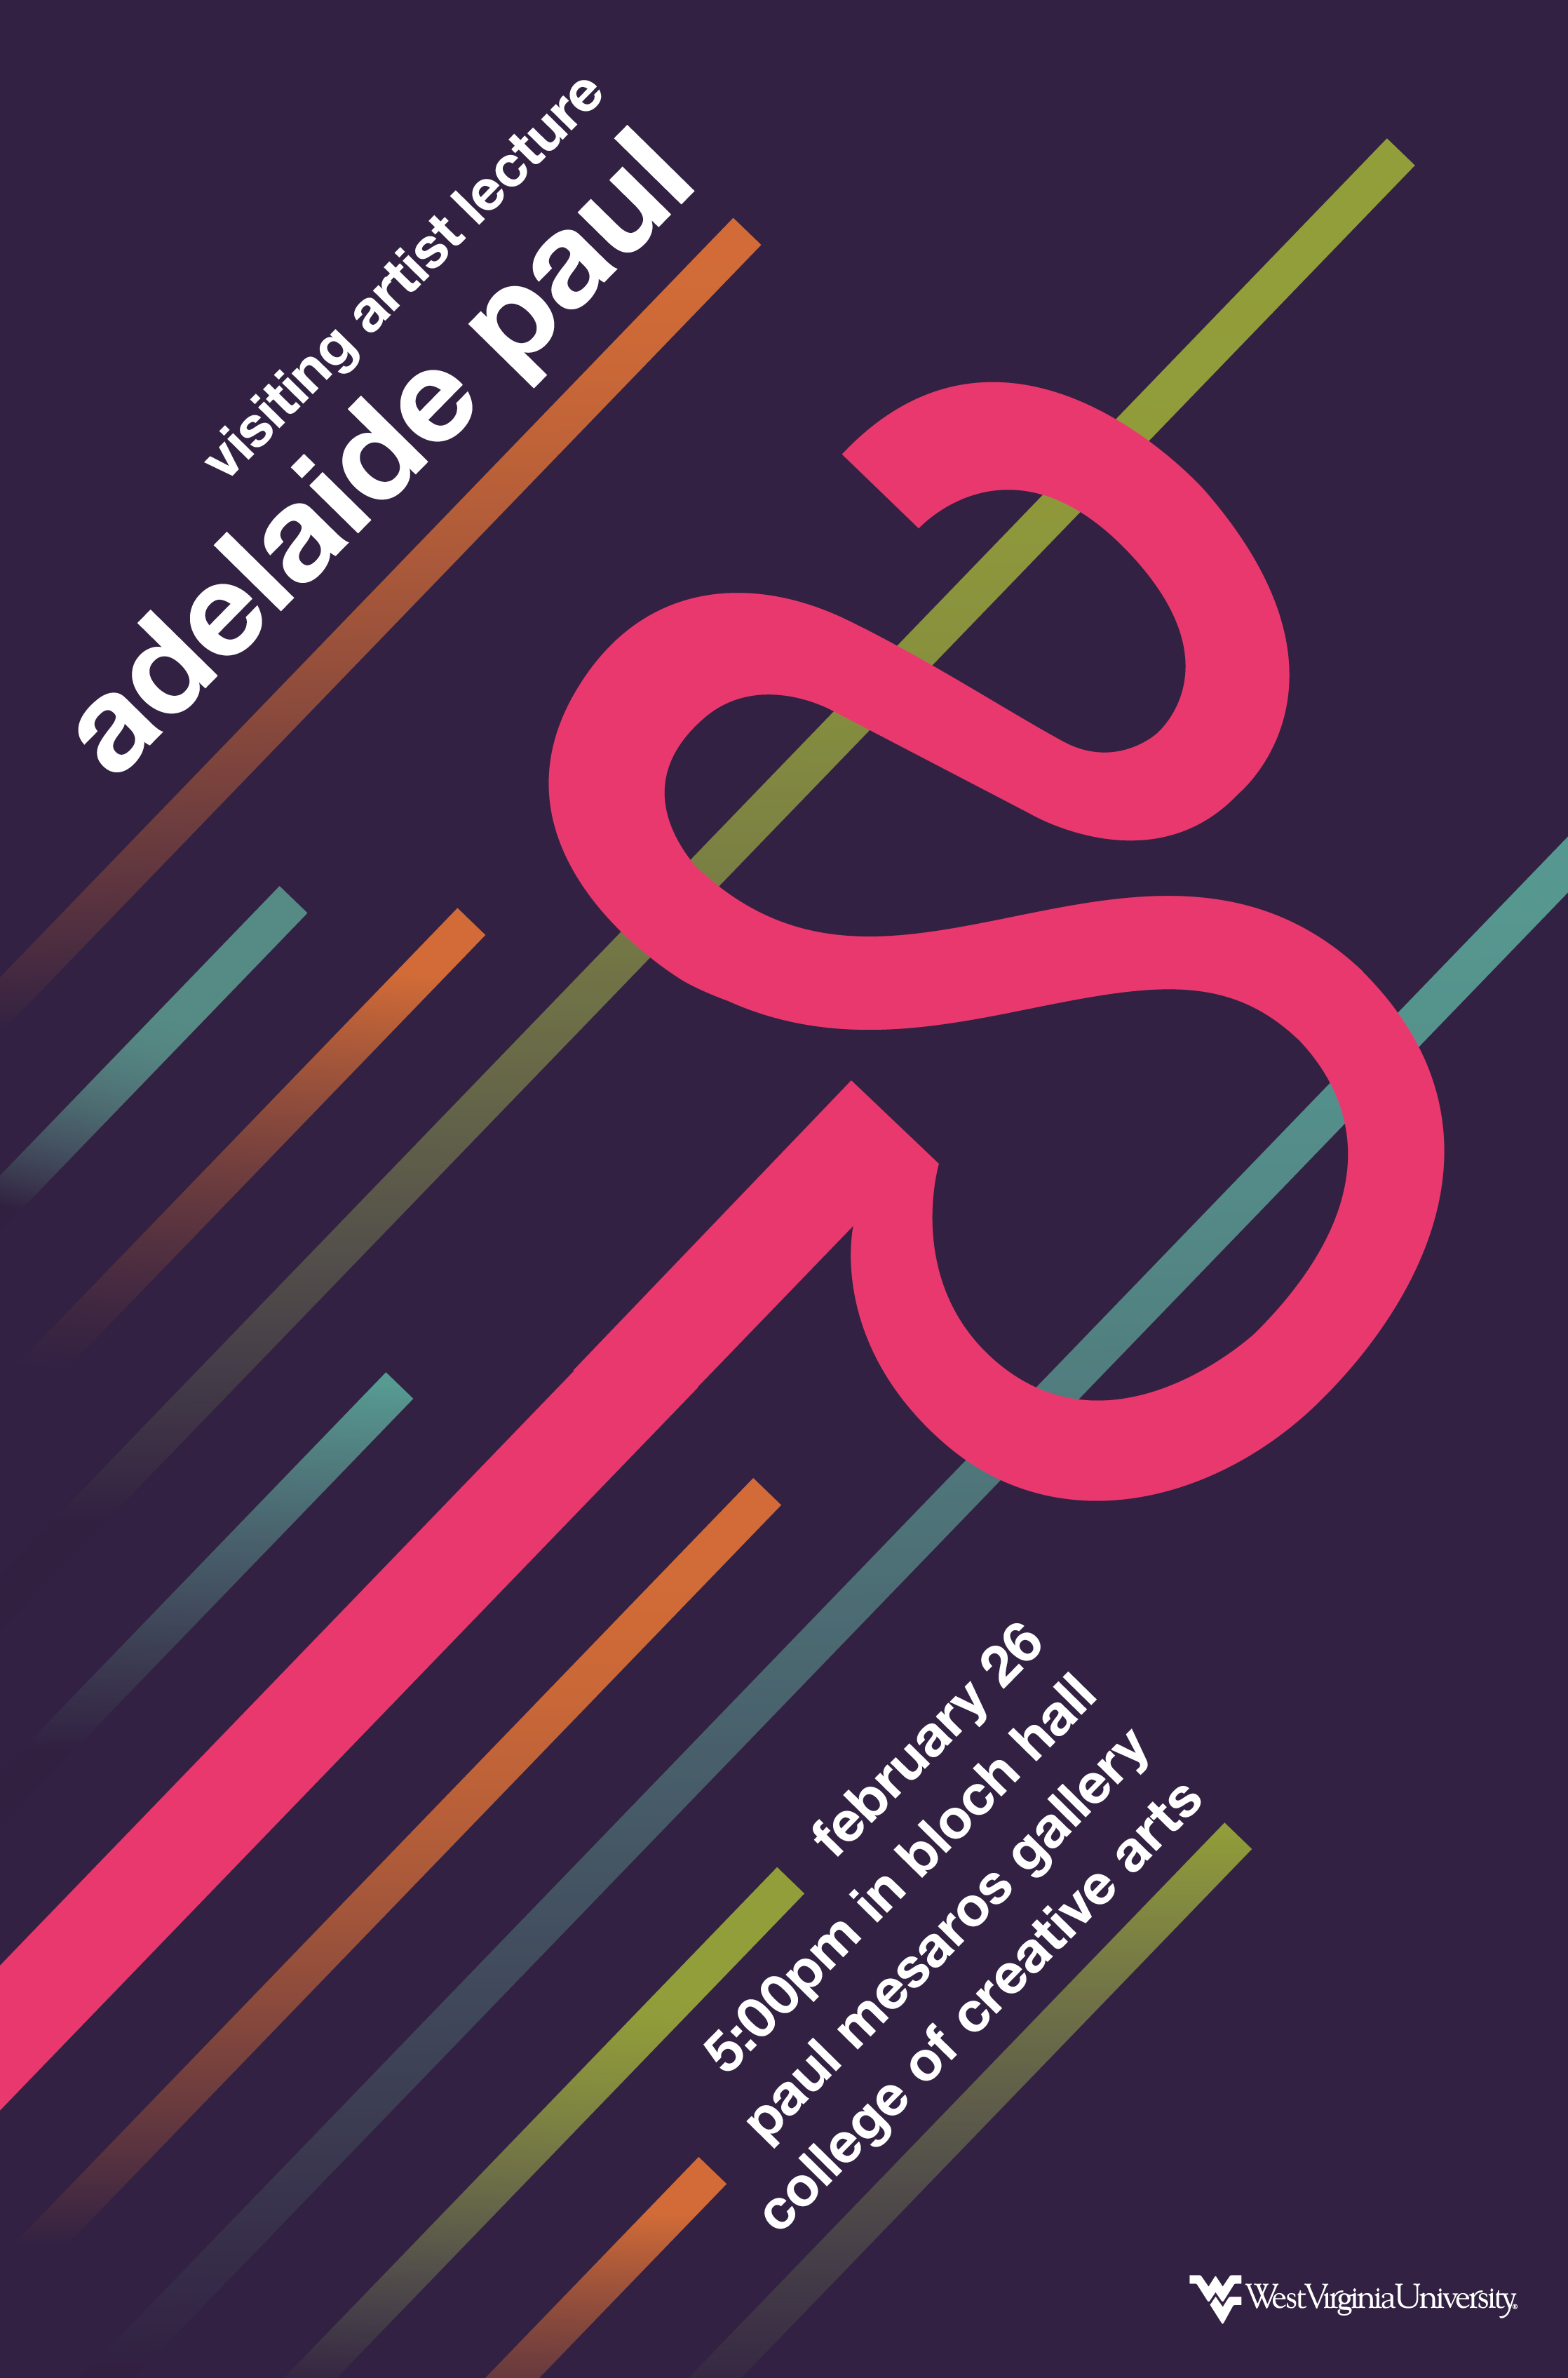 visiting artist lecture
adelaide paul
february 26
5:00pm in bloch hall
paul mesaros gallery
college of creative arts
WestVirginiaUniversity®